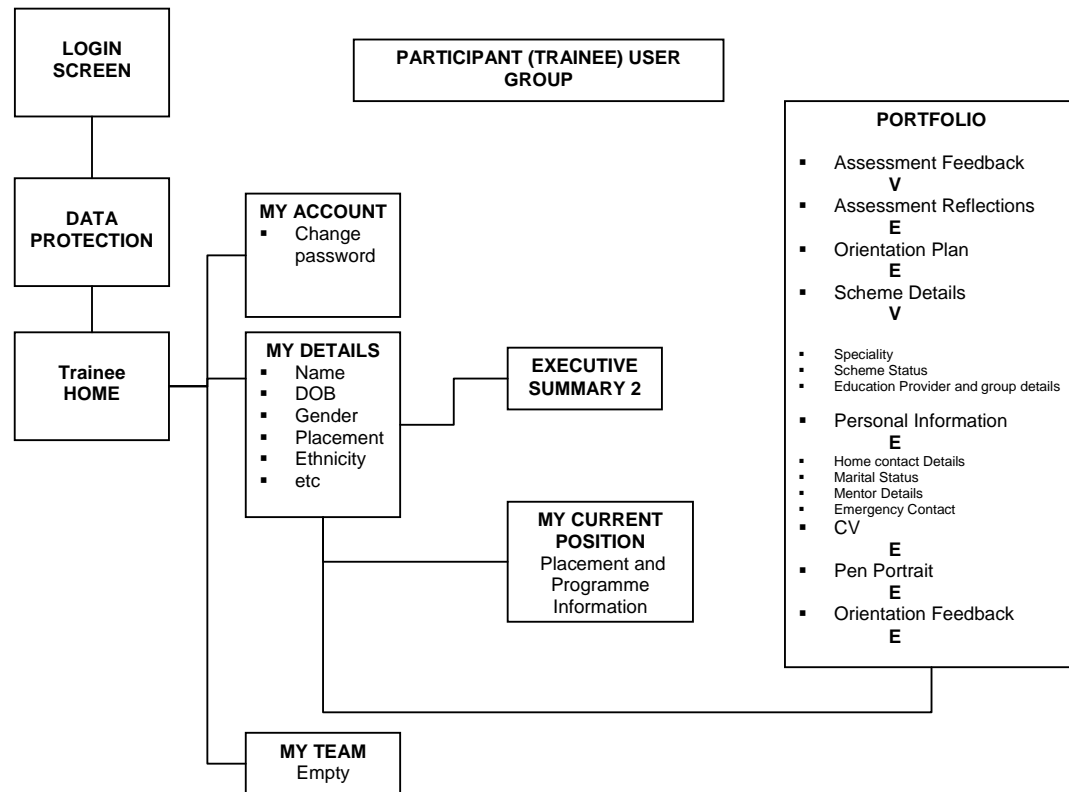 LOGIN
SCREEN
PARTICIPANT (TRAINEE) USER
GROUP
DATA
PROTECTION
Trainee
HOME
MY ACCOUNT
▪ Change
password
MY DETAILS
▪ Name
▪ DOB
▪ Gender
▪ Placement
▪ Ethnicity
▪ etc
EXECUTIVE
SUMMARY 2
MY CURRENT
POSITION
Placement and
Programme
Information
MY TEAM
Empty
PORTFOLIO
▪ Assessment Feedback
V
▪ Assessment Reflections
E
▪ Orientation Plan
E
▪ Scheme Details
V
▪ Speciality
▪ Scheme Status
▪ Education Provider and group details
▪ Personal Information
E
▪ Home contact Details
▪ Marital Status
▪ Mentor Details
▪ Emergency Contact
▪ CV
E
▪ Pen Portrait
E
▪ Orientation Feedback
E